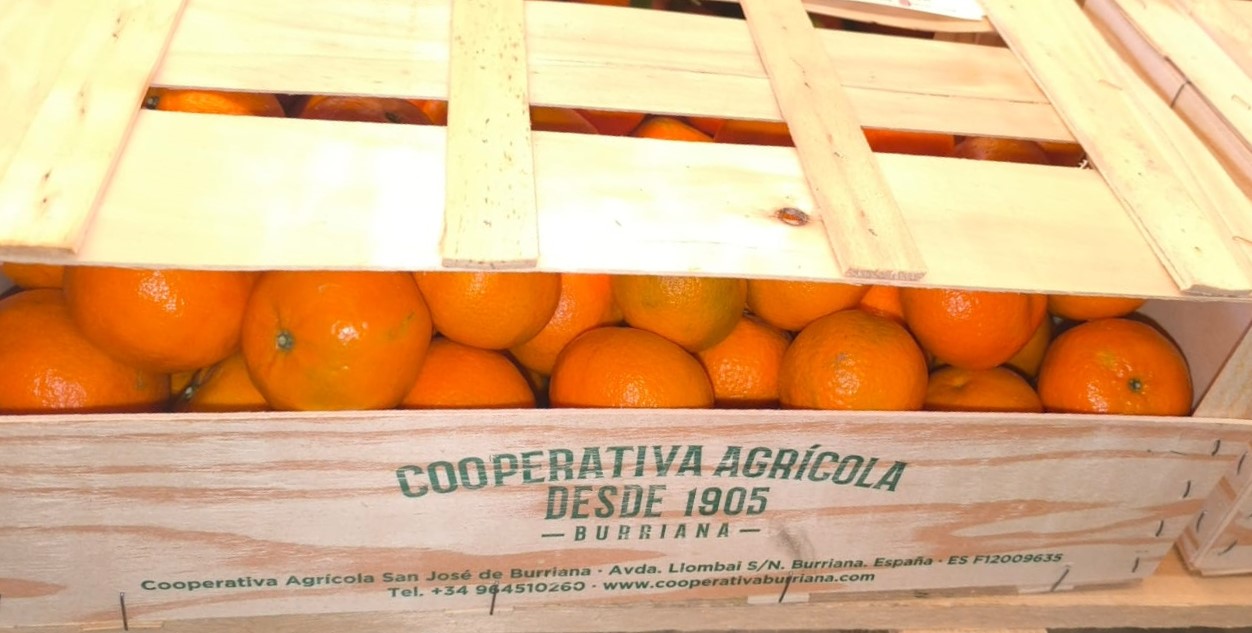 COOPERATIVA AGRÍCOLA
DESDE 1905
—BURRIANA—
Cooperativa Agrícola San José de Burriana · Avda. Llombai S/N. Burriana. España · ES F12009635
Tel. +34 964510260 · www.cooperativaburriana.com